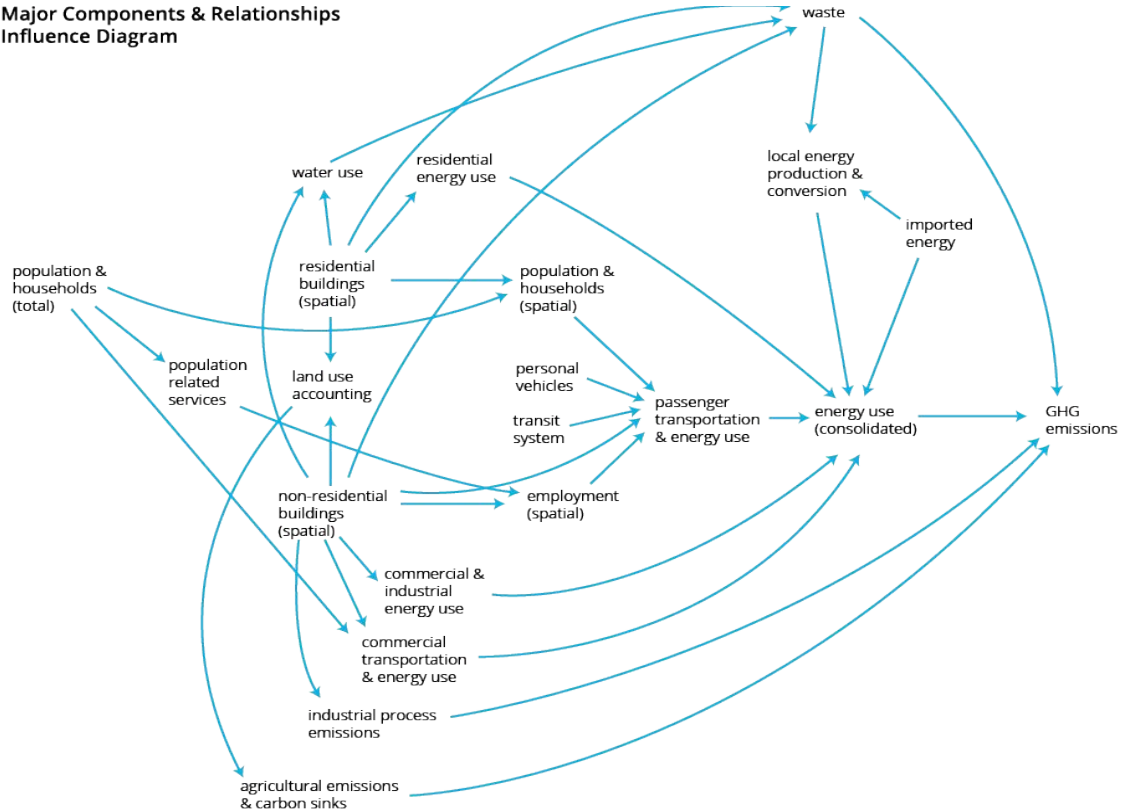 Major Components & Relationships
Influence Diagram
waste
water use
residential
energy use
local energy
production &
conversion
imported
energy
population &
households
(total)
residential
buildings
(spatial)
population &
households
(spatial)
population
related
services
land use
accounting
personal
vehicles
transit
system
passenger
transportation
& energy use
energy use
(consolidated)
GHG
emissions
non-residential
buildings
(spatial)
employment
(spatial)
commercial &
industrial
energy use
commercial
transportation
& energy use
industrial process
emissions
agricultural emissions
& carbon sinks